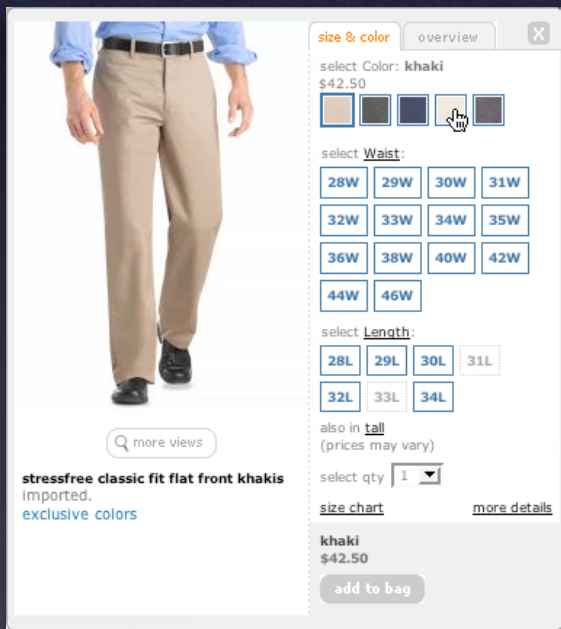 size & color
overview
X
select Color: khaki
$42.50
select Waist:
28W 29W 30W 31W
32W 33W 34W 35W
36W 38W 40W 42W
44W 46W
select Length:
28L 29L 30L 31L
32L 33L 34L
also in tall
(prices may vary)
select qty 1
size chart more details
khaki
$42.50
add to bag
more views
stressfree classic fit flat front khakis
imported.
exclusive colors